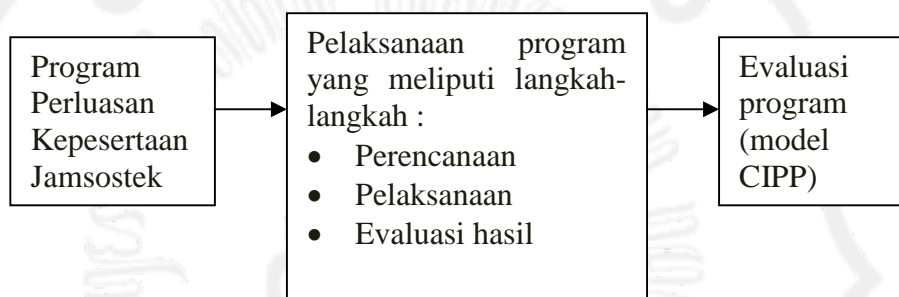 Program
Perluasan
Kepesertaan
Jamsostek
Pelaksanaan program
yang meliputi langkah-
langkah :
• Perencanaan
• Pelaksanaan
• Evaluasi hasil
Evaluasi
program
(model
CIPP)